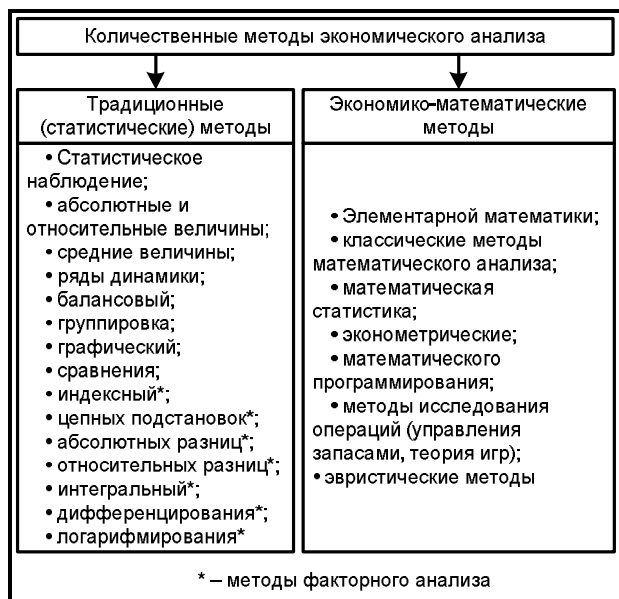 Количественные методы экономического анализа
Традиционные
(статистические) методы
• Статистическое
наблюдение;
• абсолютные и
относительные величины;
• средние величины;
• ряды динамики;
• балансовый;
• группировка;
• графический;
• сравнения;
• индексный*;
• цепных подстановок*;
• абсолютных разниц*;
• относительных разниц*;
• интегральный*;
• дифференцирования*;
• логарифмирования*
Экономико-математические
методы
• Элементарной математики;
• классические методы
математического анализа;
• математическая
статистика;
• эконометрические;
• математического
программирования;
• методы исследования
операций (управления
запасами, теория игр);
• эвристические методы
* – методы факторного анализа